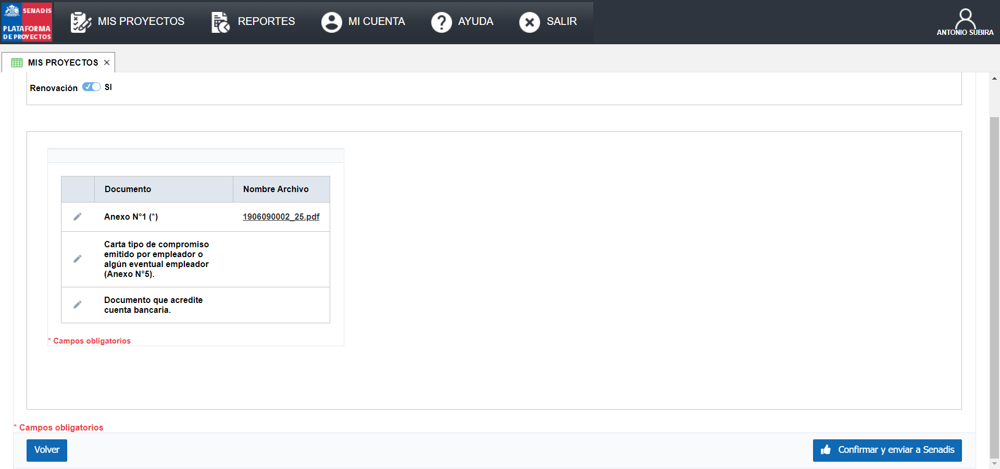 SENADIS
PLATAFORMA
DE PROYECTOS
MIS PROYECTOS
REPORTES
MI CUENTA
AYUDA
SALIR
ANTONIO SUBIRA
MIS PROYECTOS
Renovación SI
Documento Nombre Archivo
Anexo N°1 (*) 1906090002_25.pdf
Carta tipo de compromiso
emitido por empleador o
algún eventual empleador
(Anexo N°5).
Documento que acredite
cuenta bancaria.
* Campos obligatorios
* Campos obligatorios
Volver
Confirmar y enviar a Senadis